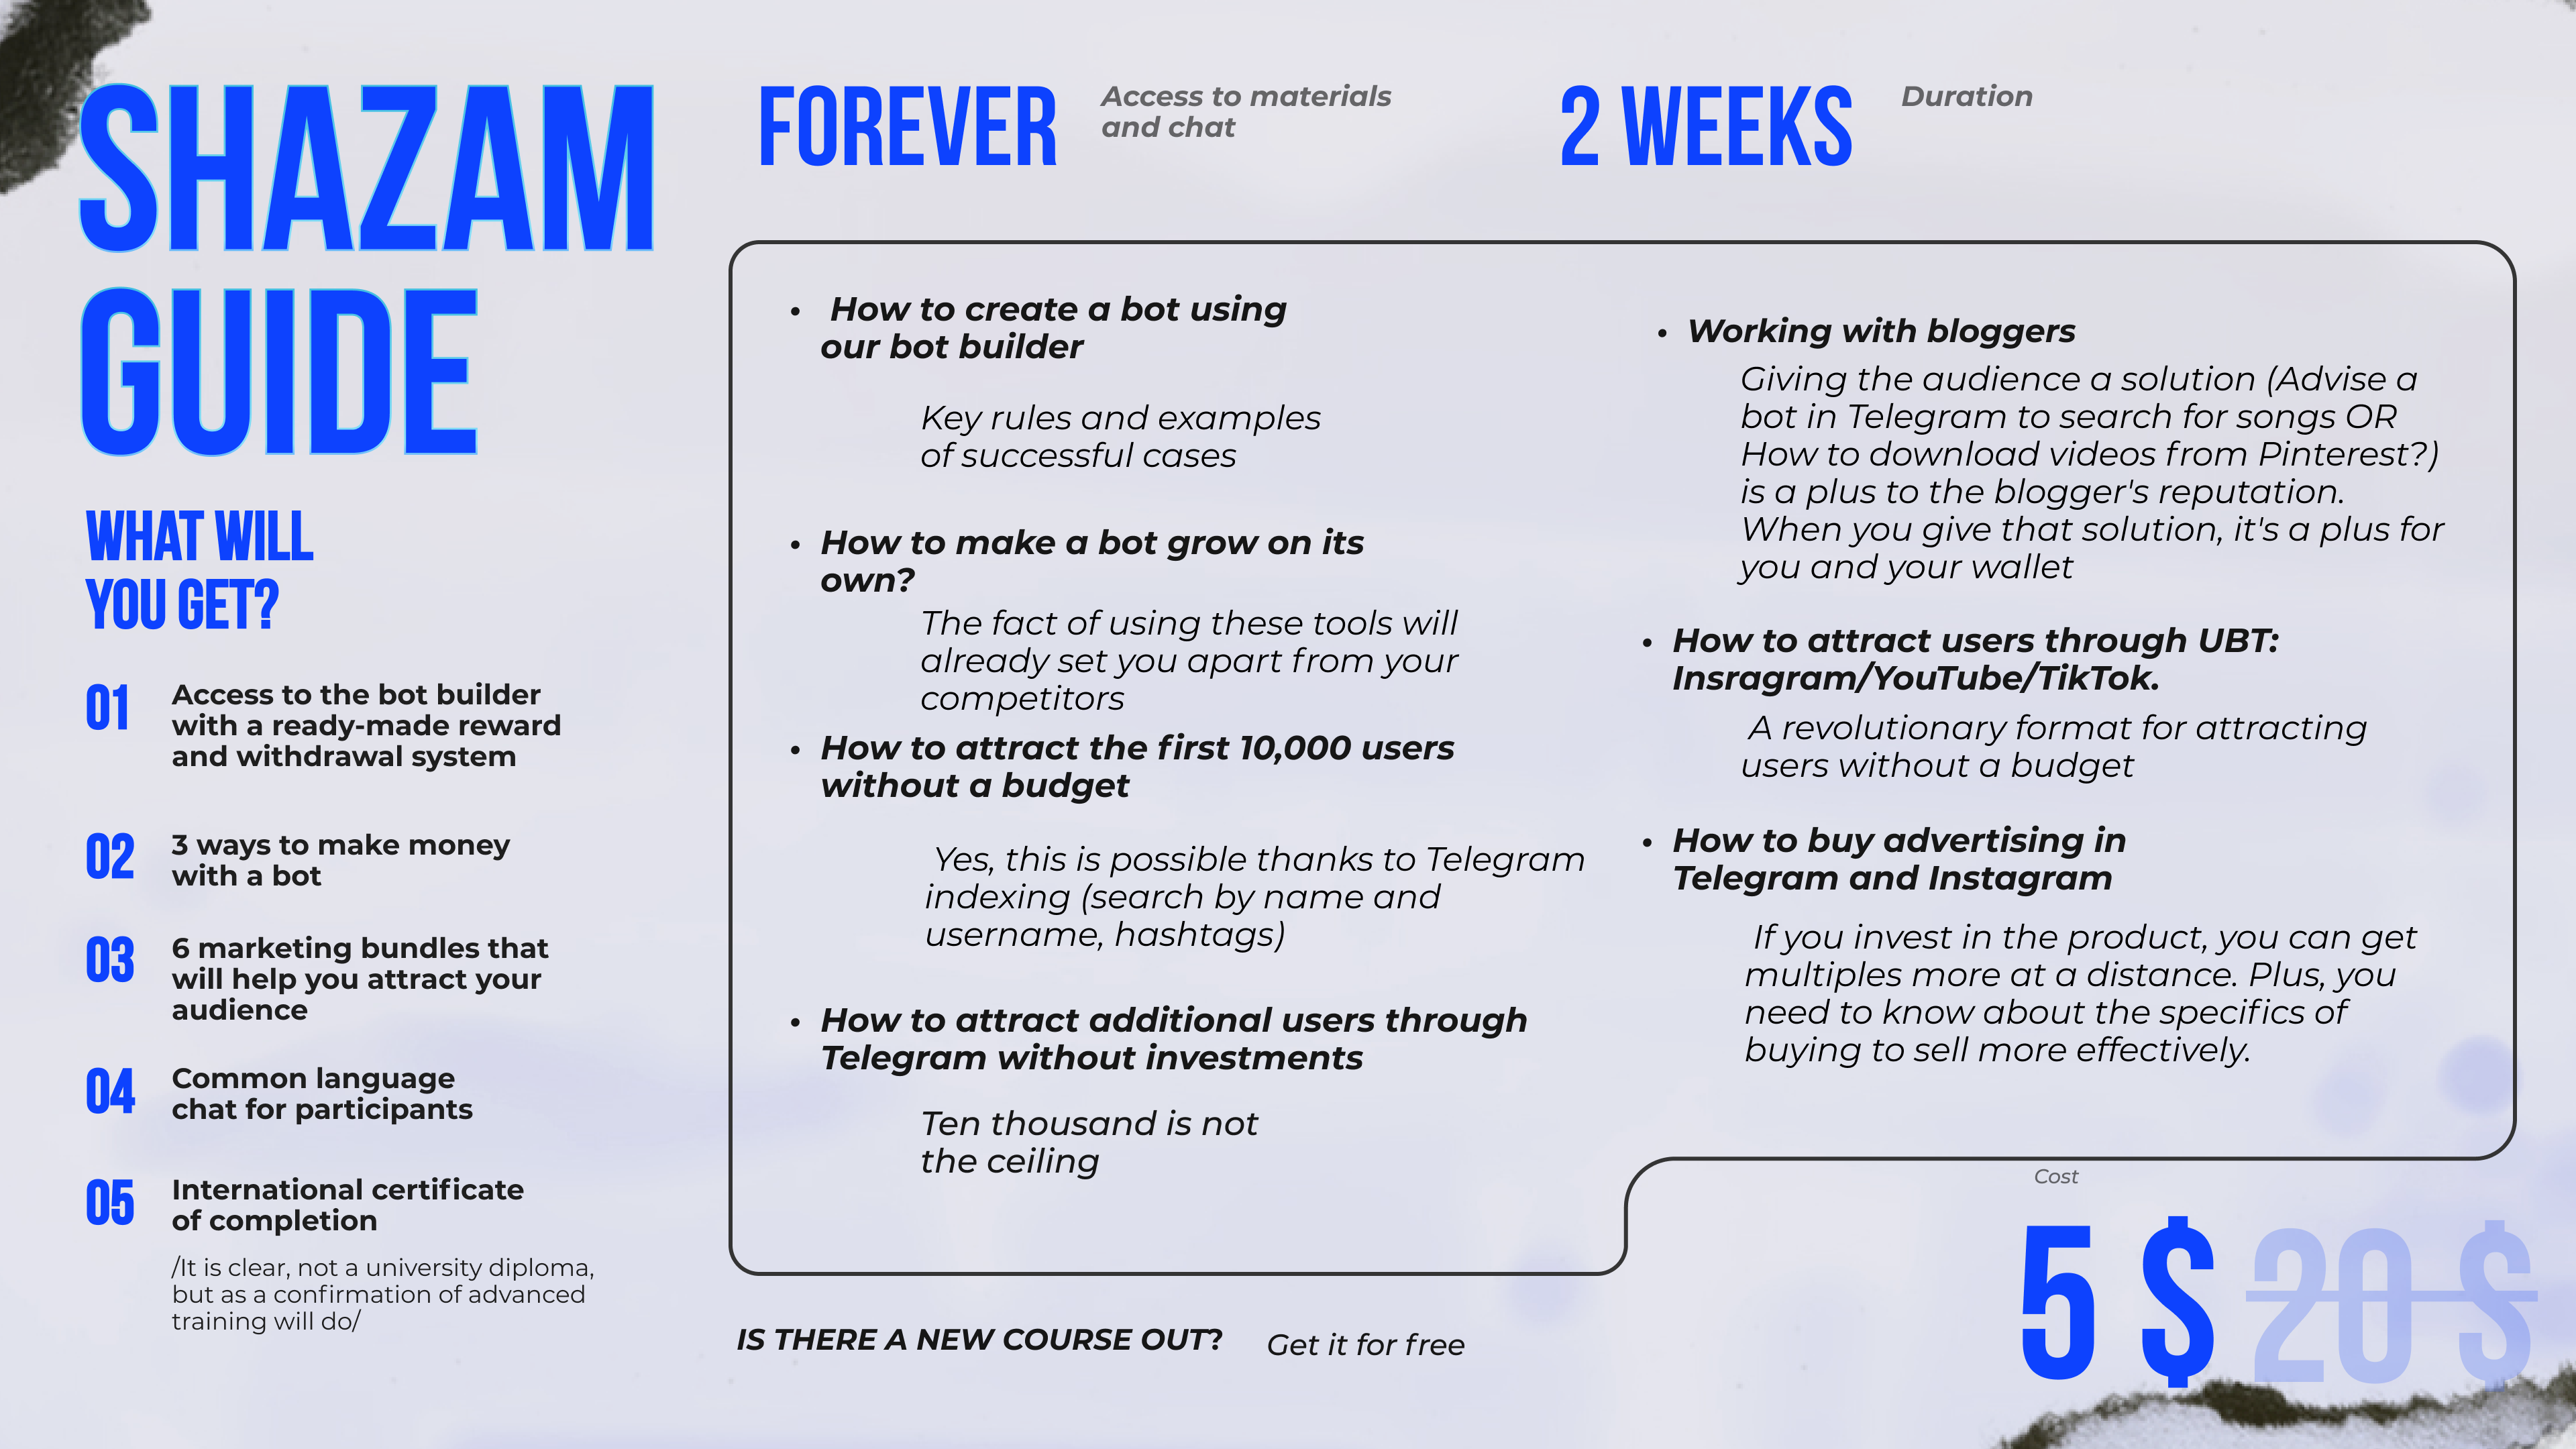 SHAZAM
GUIDE
WHAT WILL
YOU GET?
01
Access to the bot builder
with a ready-made reward
and withdrawal system
02
3 ways to make money
with a bot
03
6 marketing bundles that
will help you attract your
audience
04
Common language
chat for participants
05
International certificate
of completion
/It is clear, not a university diploma,
but as a confirmation of advanced
training will do/
FOREVER
Access to materials
and chat
2 WEEKS
Duration
• How to create a bot using
our bot builder
Key rules and examples
of successful cases
• How to make a bot grow on its
own?
The fact of using these tools will
already set you apart from your
competitors
• How to attract the first 10,000 users
without a budget
Yes, this is possible thanks to Telegram
indexing (search by name and
username, hashtags)
• How to attract additional users through
Telegram without investments
Ten thousand is not
the ceiling
• Working with bloggers
Giving the audience a solution (Advise a
bot in Telegram to search for songs OR
How to download videos from Pinterest?)
is a plus to the blogger's reputation.
When you give that solution, it's a plus for
you and your wallet
• How to attract users through UBT:
Insragram/YouTube/TikTok.
A revolutionary format for attracting
users without a budget
• How to buy advertising in
Telegram and Instagram
If you invest in the product, you can get
multiples more at a distance. Plus, you
need to know about the specifics of
buying to sell more effectively.
Cost
5 $ 20 $
IS THERE A NEW COURSE OUT? Get it for free